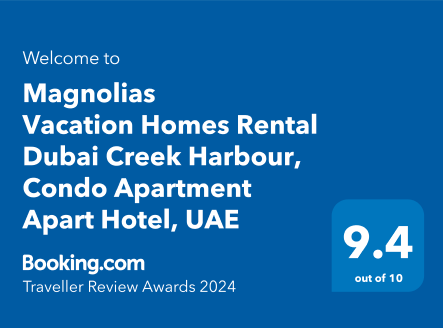 Welcome to
Magnolias
Vacation Homes Rental
Dubai Creek Harbour,
Condo Apartment
Apart Hotel, UAE
Booking.com
Traveller Review Awards 2024
9.4
out of 10